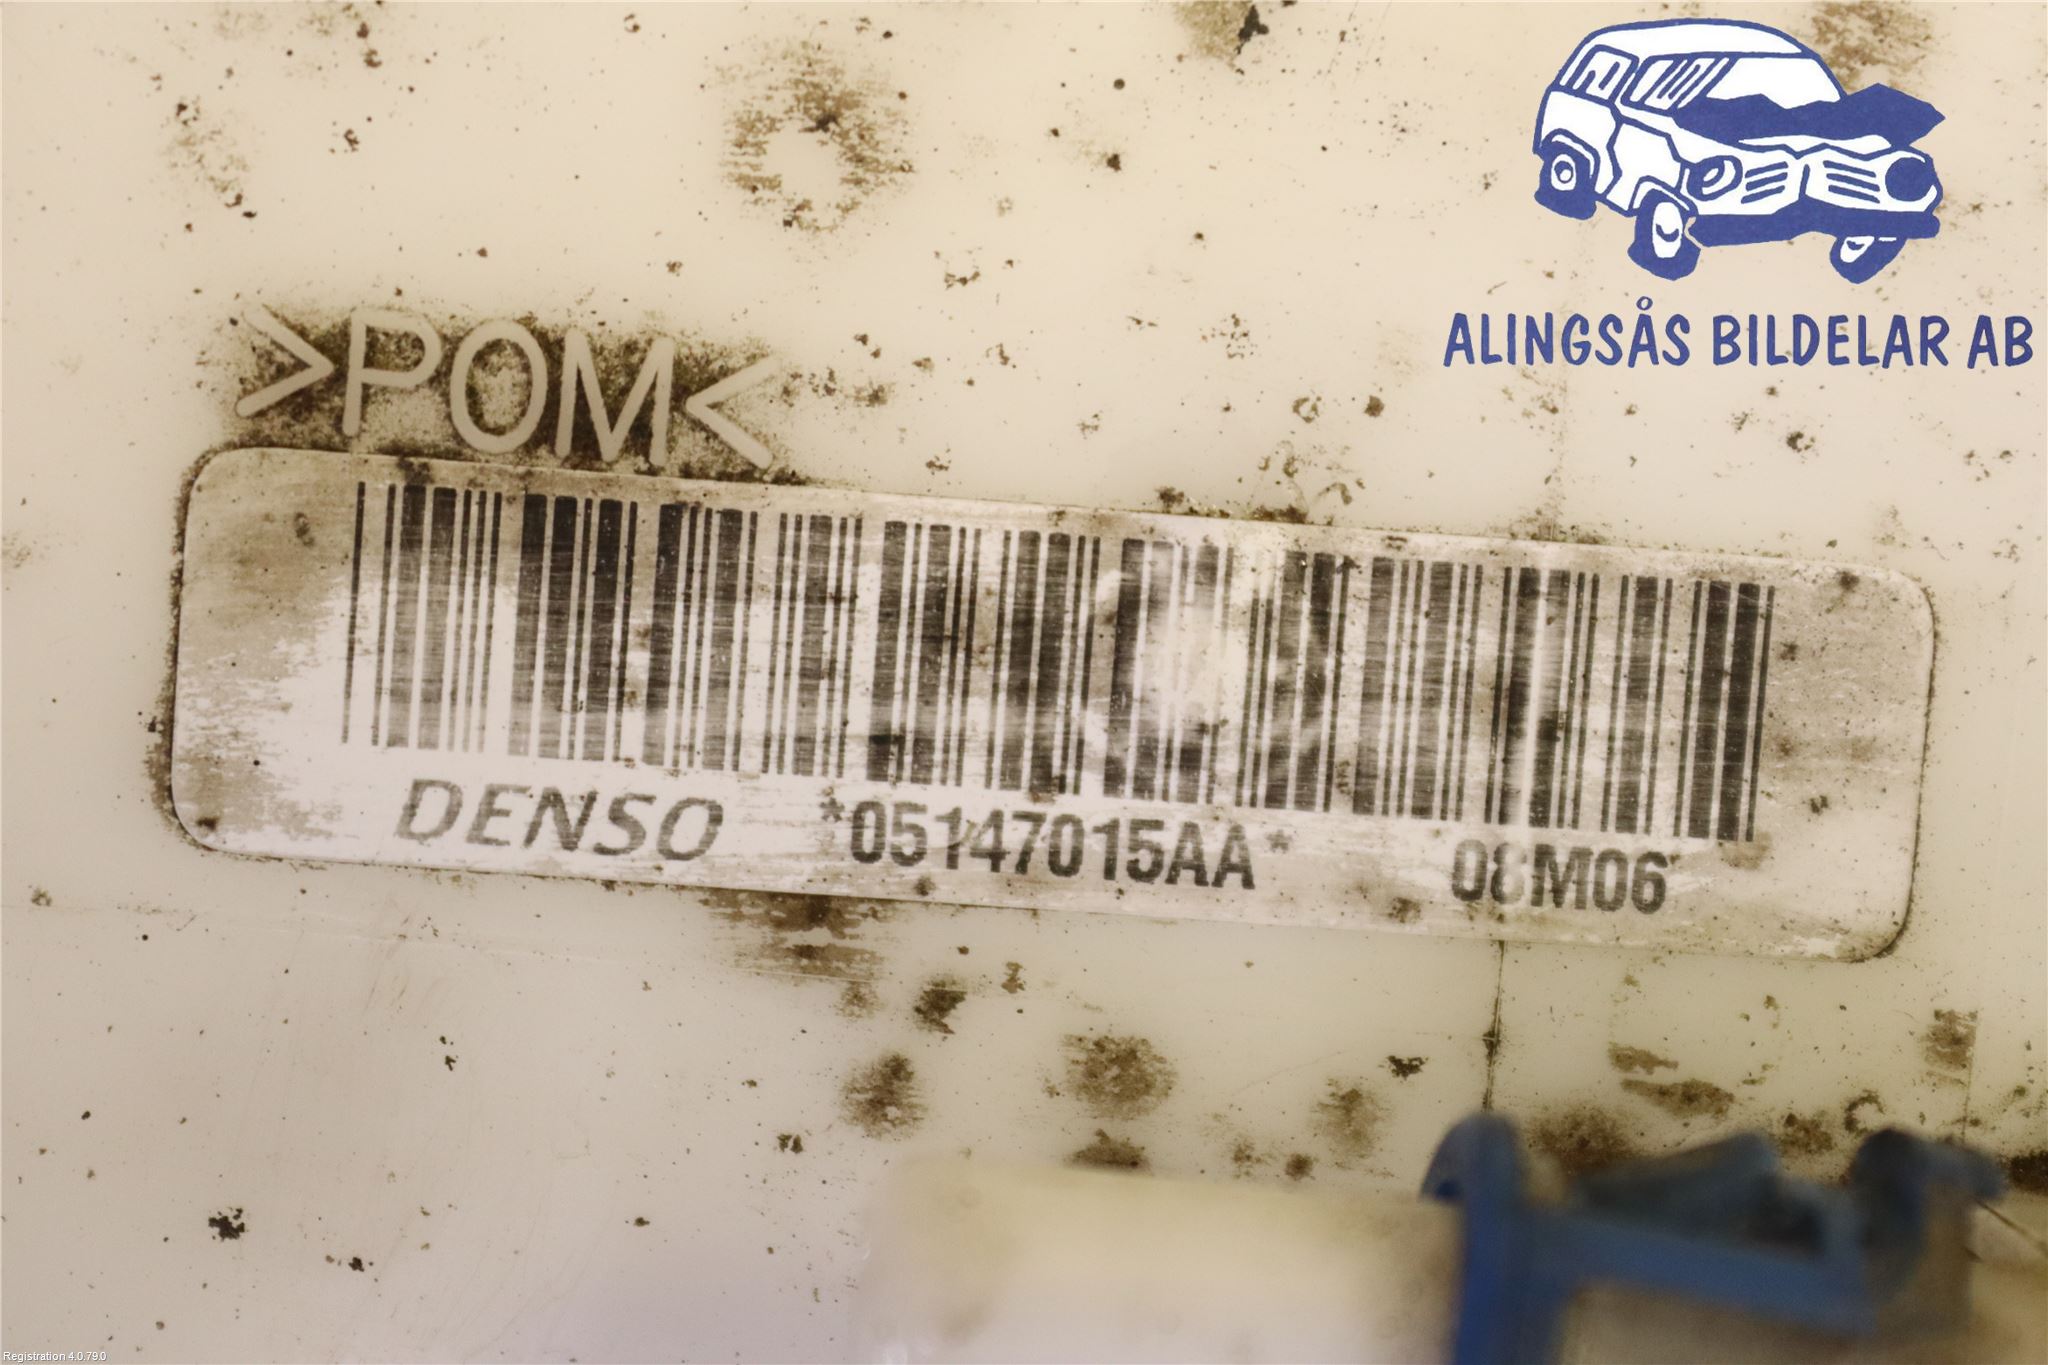 ALINGSÅS BILDELAR AB
>POM<
DENSO *05147015AA* 08M06
Registration 4.0.79.0